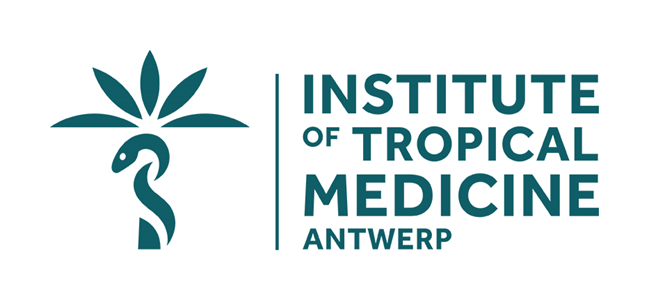 INSTITUTE
OF TROPICAL
MEDICINE
ANTWERP